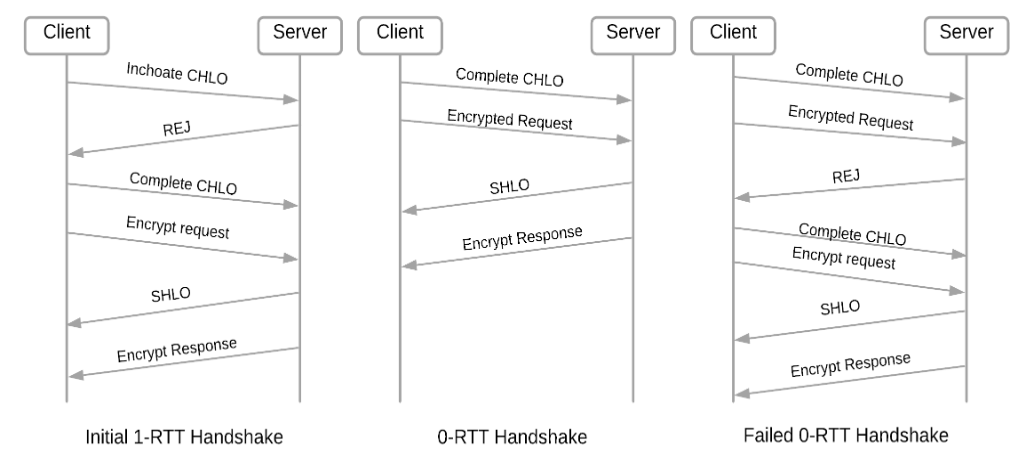 Client
Server
Inchoate CHLO
REJ
Complete CHLO
Encrypt request
SHLO
Encrypt Response
Initial 1-RTT Handshake
Client
Server
Complete CHLO
Encrypted Request
SHLO
Encrypt Response
0-RTT Handshake
Client
Server
Complete CHLO
Encrypted Request
REJ
Complete CHLO
Encrypt request
SHLO
Encrypt Response
Failed 0-RTT Handshake